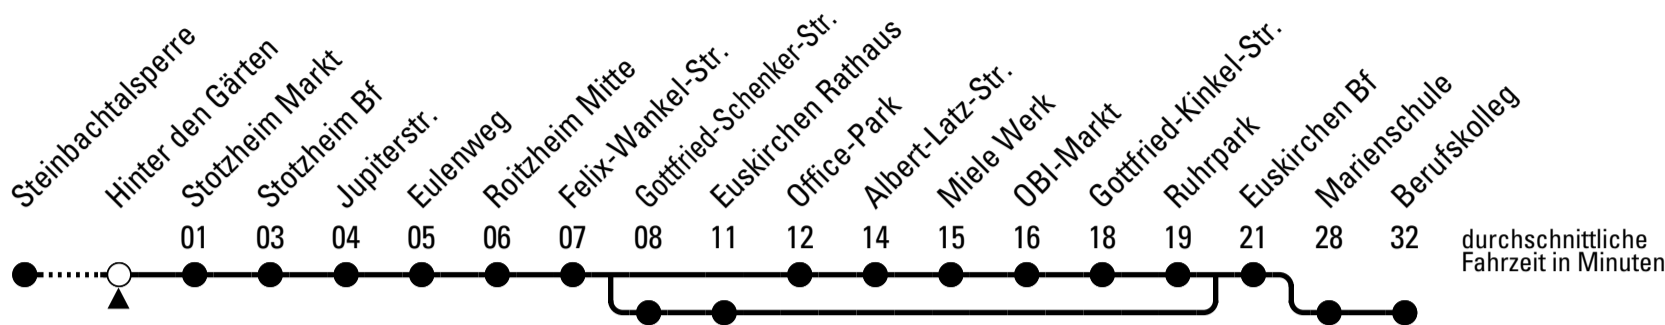 Steinbachtalsperre
Hinter den Gärten
Stotzheim Markt
Stotzheim Bf
Jupiterstr.
Eulenweg
Roitzheim Mitte
Felix-Wankel-Str.
Gottfried-Schenker-Str.
Euskirchen Rathaus
Office-Park
Albert-Latz-Str.
Miele Werk
OBI-Markt
Gottfried-Kinkel-Str.
Ruhrpark
Euskirchen Bf
Marienschule
Berufskolleg
01 03 04 05 06 07 08 11 12 14 15 16 18 19 21 28 32
durchschnittliche
Fahrzeit in Minuten